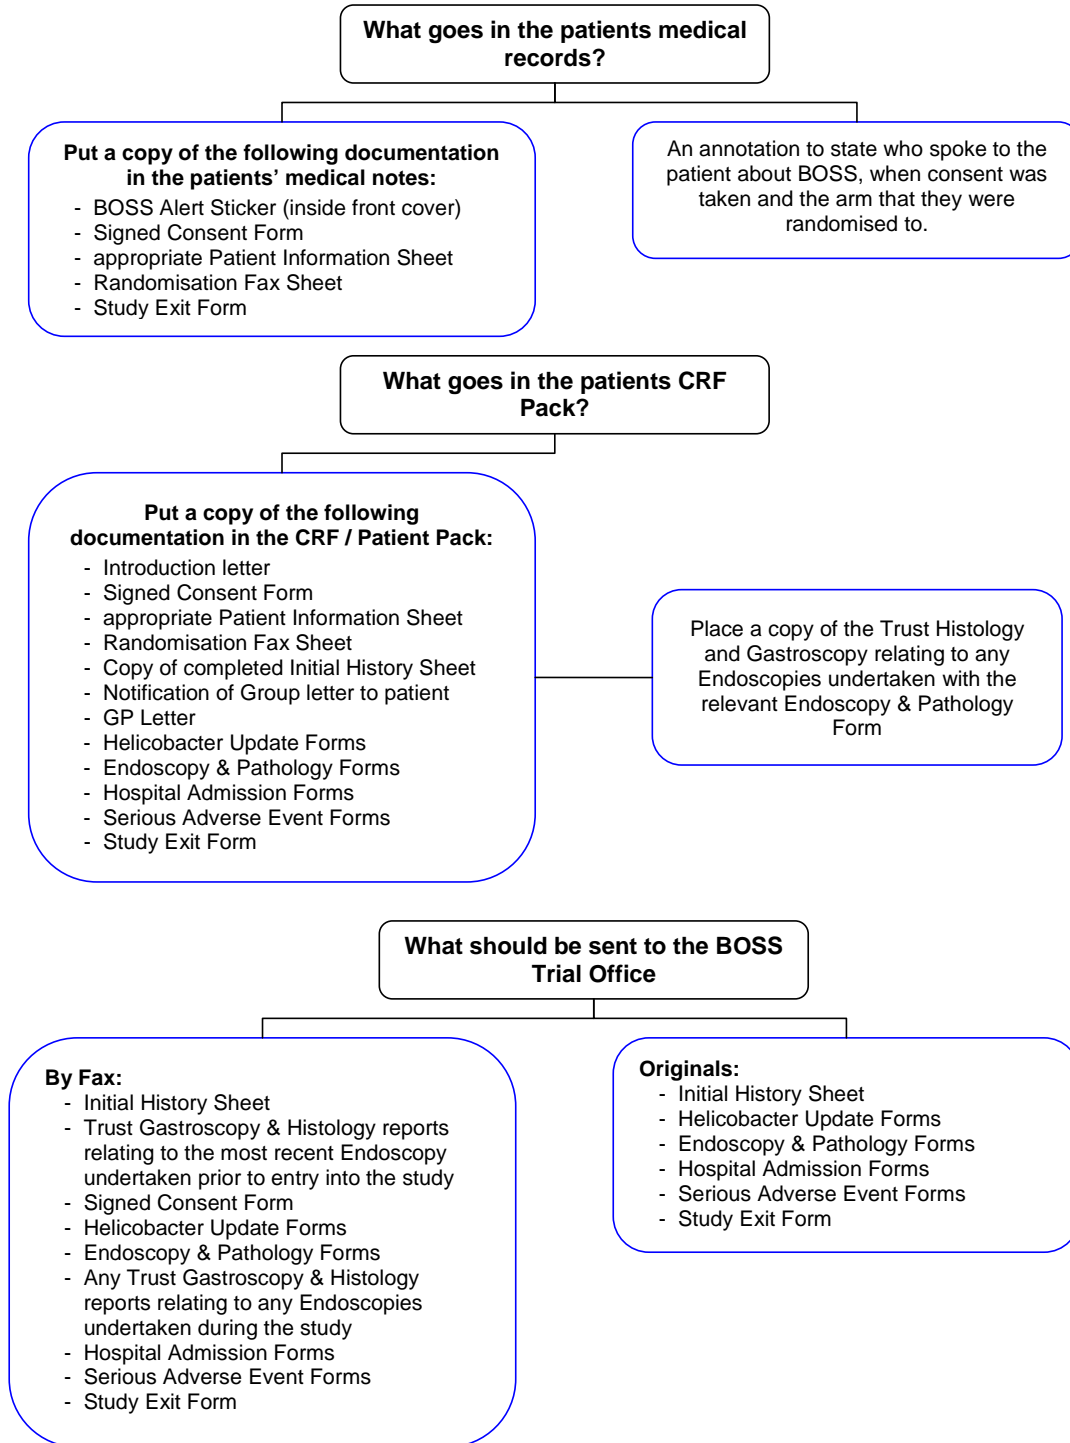 What goes in the patients medical
records?
Put a copy of the following documentation
in the patients’ medical notes:
- BOSS Alert Sticker (inside front cover)
- Signed Consent Form
- appropriate Patient Information Sheet
- Randomisation Fax Sheet
- Study Exit Form
An annotation to state who spoke to the
patient about BOSS, when consent was
taken and the arm that they were
randomised to.
What goes in the patients CRF
Pack?
Put a copy of the following
documentation in the CRF / Patient Pack:
- Introduction letter
- Signed Consent Form
- appropriate Patient Information Sheet
- Randomisation Fax Sheet
- Copy of completed Initial History Sheet
- Notification of Group letter to patient
- GP Letter
- Helicobacter Update Forms
- Endoscopy & Pathology Forms
- Hospital Admission Forms
- Serious Adverse Event Forms
- Study Exit Form
Place a copy of the Trust Histology
and Gastroscopy relating to any
Endoscopies undertaken with the
relevant Endoscopy & Pathology
Form
What should be sent to the BOSS
Trial Office
By Fax:
- Initial History Sheet
- Trust Gastroscopy & Histology reports
relating to the most recent Endoscopy
undertaken prior to entry into the study
- Signed Consent Form
- Helicobacter Update Forms
- Endoscopy & Pathology Forms
- Any Trust Gastroscopy & Histology
reports relating to any Endoscopies
undertaken during the study
- Hospital Admission Forms
- Serious Adverse Event Forms
- Study Exit Form
Originals:
- Initial History Sheet
- Helicobacter Update Forms
- Endoscopy & Pathology Forms
- Hospital Admission Forms
- Serious Adverse Event Forms
- Study Exit Form